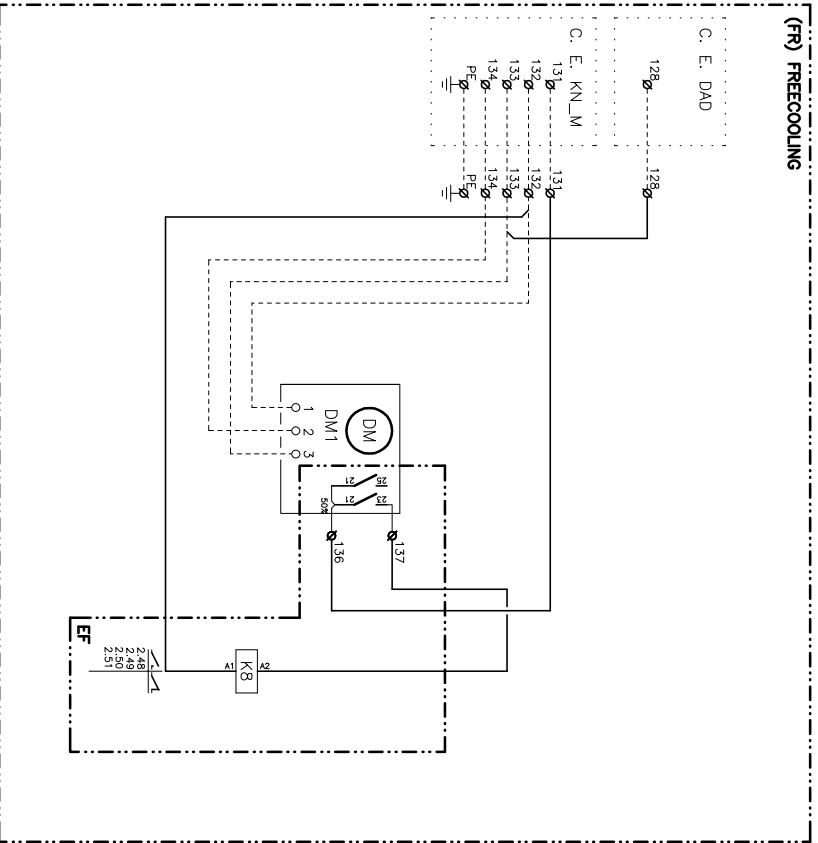 (FR) FREECOOLING
C. E. DAD
128
128
C. E. KN_M
131
132
133
134
PE
131
132
133
134
PE
DM
DM1
1
2
3
21
25
21
23
50%
136
137
EF
A1
K8
A2
2.48
2.49
2.50
2.51